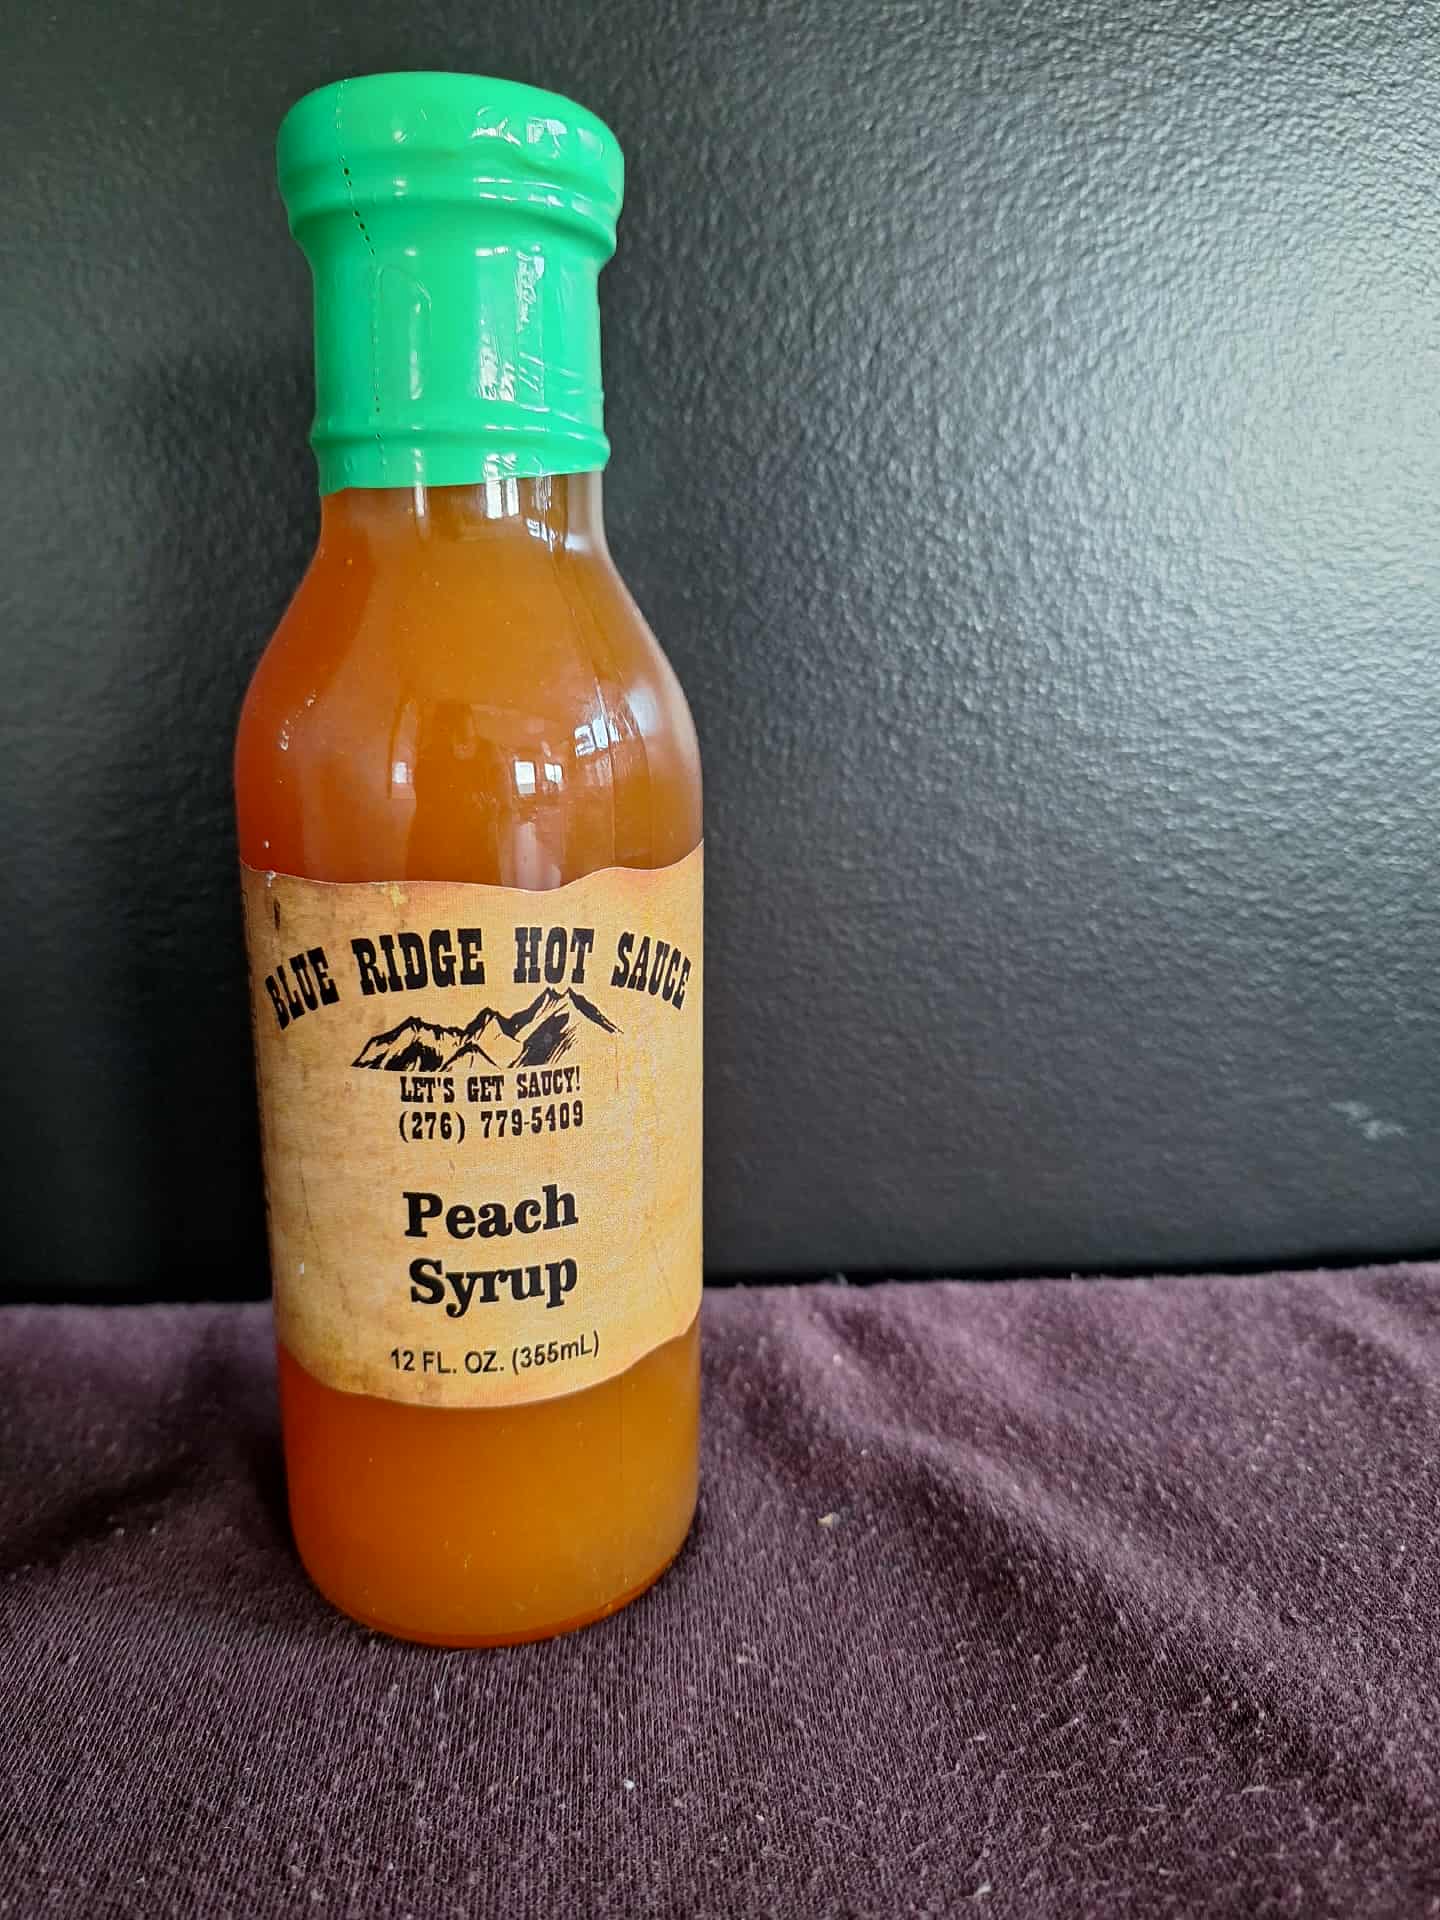 BLUE RIDGE HOT SAUCE
LET'S GET SAUCY!
(276) 779-5409
Peach
Syrup
12 FL. OZ. (355mL)